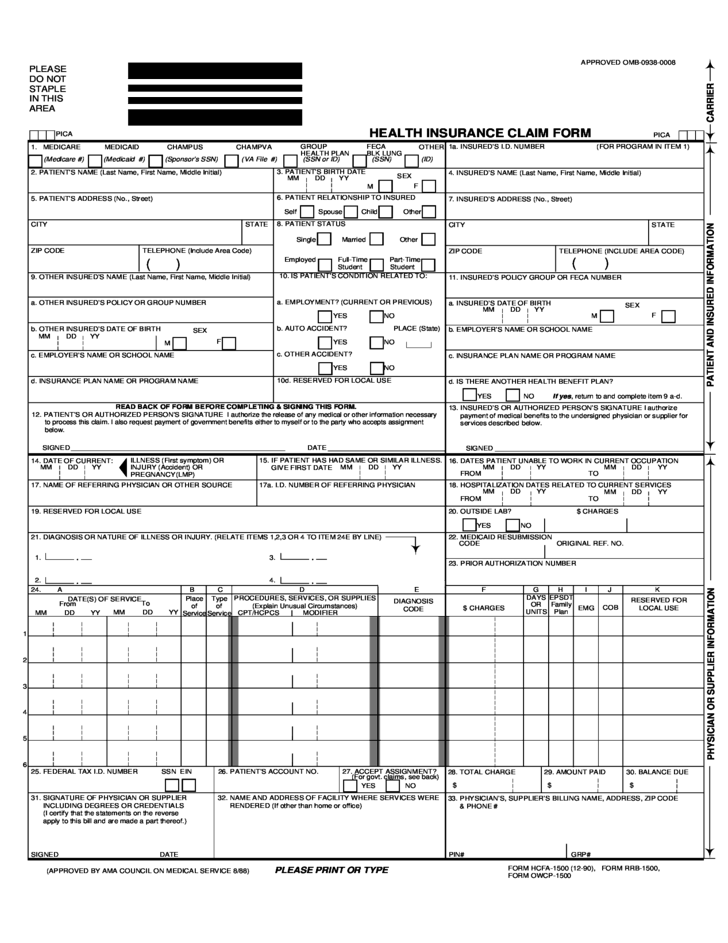 APPROVED OMB-0938-0008
PLEASE
DO NOT
STAPLE
IN THIS
AREA
CARRIER
PICA
HEALTH INSURANCE CLAIM FORM
PICA
1. MEDICARE MEDICAID CHAMPUS CHAMPVA GROUP HEALTH PLAN FECA BLK LUNG OTHER
(Medicare #) (Medicaid #) (Sponsor's SSN) (VA File #) (SSN or ID) (SSN) (ID)
1a. INSURED'S I.D. NUMBER (FOR PROGRAM IN ITEM 1)
2. PATIENT'S NAME (Last Name, First Name, Middle Initial)
3. PATIENT'S BIRTH DATE
MM DD YY SEX
M F
4. INSURED'S NAME (Last Name, First Name, Middle Initial)
5. PATIENT'S ADDRESS (No., Street)
6. PATIENT RELATIONSHIP TO INSURED
Self Spouse Child Other
7. INSURED'S ADDRESS (No., Street)
CITY STATE
8. PATIENT STATUS
Single Married Other
Employed Full-Time Student Part-Time Student
CITY STATE
ZIP CODE TELEPHONE (Include Area Code)
( )
ZIP CODE TELEPHONE (INCLUDE AREA CODE)
( )
9. OTHER INSURED'S NAME (Last Name, First Name, Middle Initial)
10. IS PATIENT'S CONDITION RELATED TO:
11. INSURED'S POLICY GROUP OR FECA NUMBER
a. OTHER INSURED'S POLICY OR GROUP NUMBER
a. EMPLOYMENT? (CURRENT OR PREVIOUS)
YES NO
a. INSURED'S DATE OF BIRTH
MM DD YY SEX
M F
b. OTHER INSURED'S DATE OF BIRTH SEX
MM DD YY M F
b. AUTO ACCIDENT? PLACE (State)
YES NO
b. EMPLOYER'S NAME OR SCHOOL NAME
c. EMPLOYER'S NAME OR SCHOOL NAME
c. OTHER ACCIDENT?
YES NO
c. INSURANCE PLAN NAME OR PROGRAM NAME
d. INSURANCE PLAN NAME OR PROGRAM NAME
10d. RESERVED FOR LOCAL USE
d. IS THERE ANOTHER HEALTH BENEFIT PLAN?
YES NO If yes, return to and complete item 9 a-d.
PATIENT AND INSURED INFORMATION
READ BACK OF FORM BEFORE COMPLETING & SIGNING THIS FORM.
12. PATIENT'S OR AUTHORIZED PERSON'S SIGNATURE I authorize the release of any medical or other information necessary
to process this claim. I also request payment of government benefits either to myself or to the party who accepts assignment
below.
SIGNED DATE
13. INSURED'S OR AUTHORIZED PERSON'S SIGNATURE I authorize
payment of medical benefits to the undersigned physician or supplier for
services described below.
SIGNED
14. DATE OF CURRENT: ILLNESS (First symptom) OR
MM DD YY INJURY (Accident) OR
PREGNANCY(LMP)
15. IF PATIENT HAS HAD SAME OR SIMILAR ILLNESS.
GIVE FIRST DATE MM DD YY
16. DATES PATIENT UNABLE TO WORK IN CURRENT OCCUPATION
MM DD YY MM DD YY
FROM TO
17. NAME OF REFERRING PHYSICIAN OR OTHER SOURCE
17a. I.D. NUMBER OF REFERRING PHYSICIAN
18. HOSPITALIZATION DATES RELATED TO CURRENT SERVICES
MM DD YY MM DD YY
FROM TO
19. RESERVED FOR LOCAL USE
20. OUTSIDE LAB? $ CHARGES
YES NO
21. DIAGNOSIS OR NATURE OF ILLNESS OR INJURY. (RELATE ITEMS 1,2,3 OR 4 TO ITEM 24E BY LINE)
1. 3.
2. 4.
22. MEDICAID RESUBMISSION
CODE ORIGINAL REF. NO.
23. PRIOR AUTHORIZATION NUMBER
24. A B C D E F G H I J K
DATE(S) OF SERVICE
From To
MM DD YY MM DD YY
Place of Service
Type of Service
PROCEDURES, SERVICES, OR SUPPLIES
(Explain Unusual Circumstances)
CPT/HCPCS MODIFIER
DIAGNOSIS CODE
$ CHARGES
DAYS OR UNITS
EPSDT Family Plan
EMG
COB
RESERVED FOR LOCAL USE
1
2
3
4
5
6
PHYSICIAN OR SUPPLIER INFORMATION
25. FEDERAL TAX I.D. NUMBER SSN EIN
26. PATIENT'S ACCOUNT NO.
27. ACCEPT ASSIGNMENT?
(For govt. claims, see back)
YES NO
28. TOTAL CHARGE
$
29. AMOUNT PAID
$
30. BALANCE DUE
$
31. SIGNATURE OF PHYSICIAN OR SUPPLIER
INCLUDING DEGREES OR CREDENTIALS
(I certify that the statements on the reverse
apply to this bill and are made a part thereof.)
SIGNED DATE
32. NAME AND ADDRESS OF FACILITY WHERE SERVICES WERE
RENDERED (If other than home or office)
33. PHYSICIAN'S, SUPPLIER'S BILLING NAME, ADDRESS, ZIP CODE
& PHONE #
PIN# GRP#
(APPROVED BY AMA COUNCIL ON MEDICAL SERVICE 8/88)
PLEASE PRINT OR TYPE
FORM HCFA-1500 (12-90), FORM RRB-1500,
FORM OWCP-1500